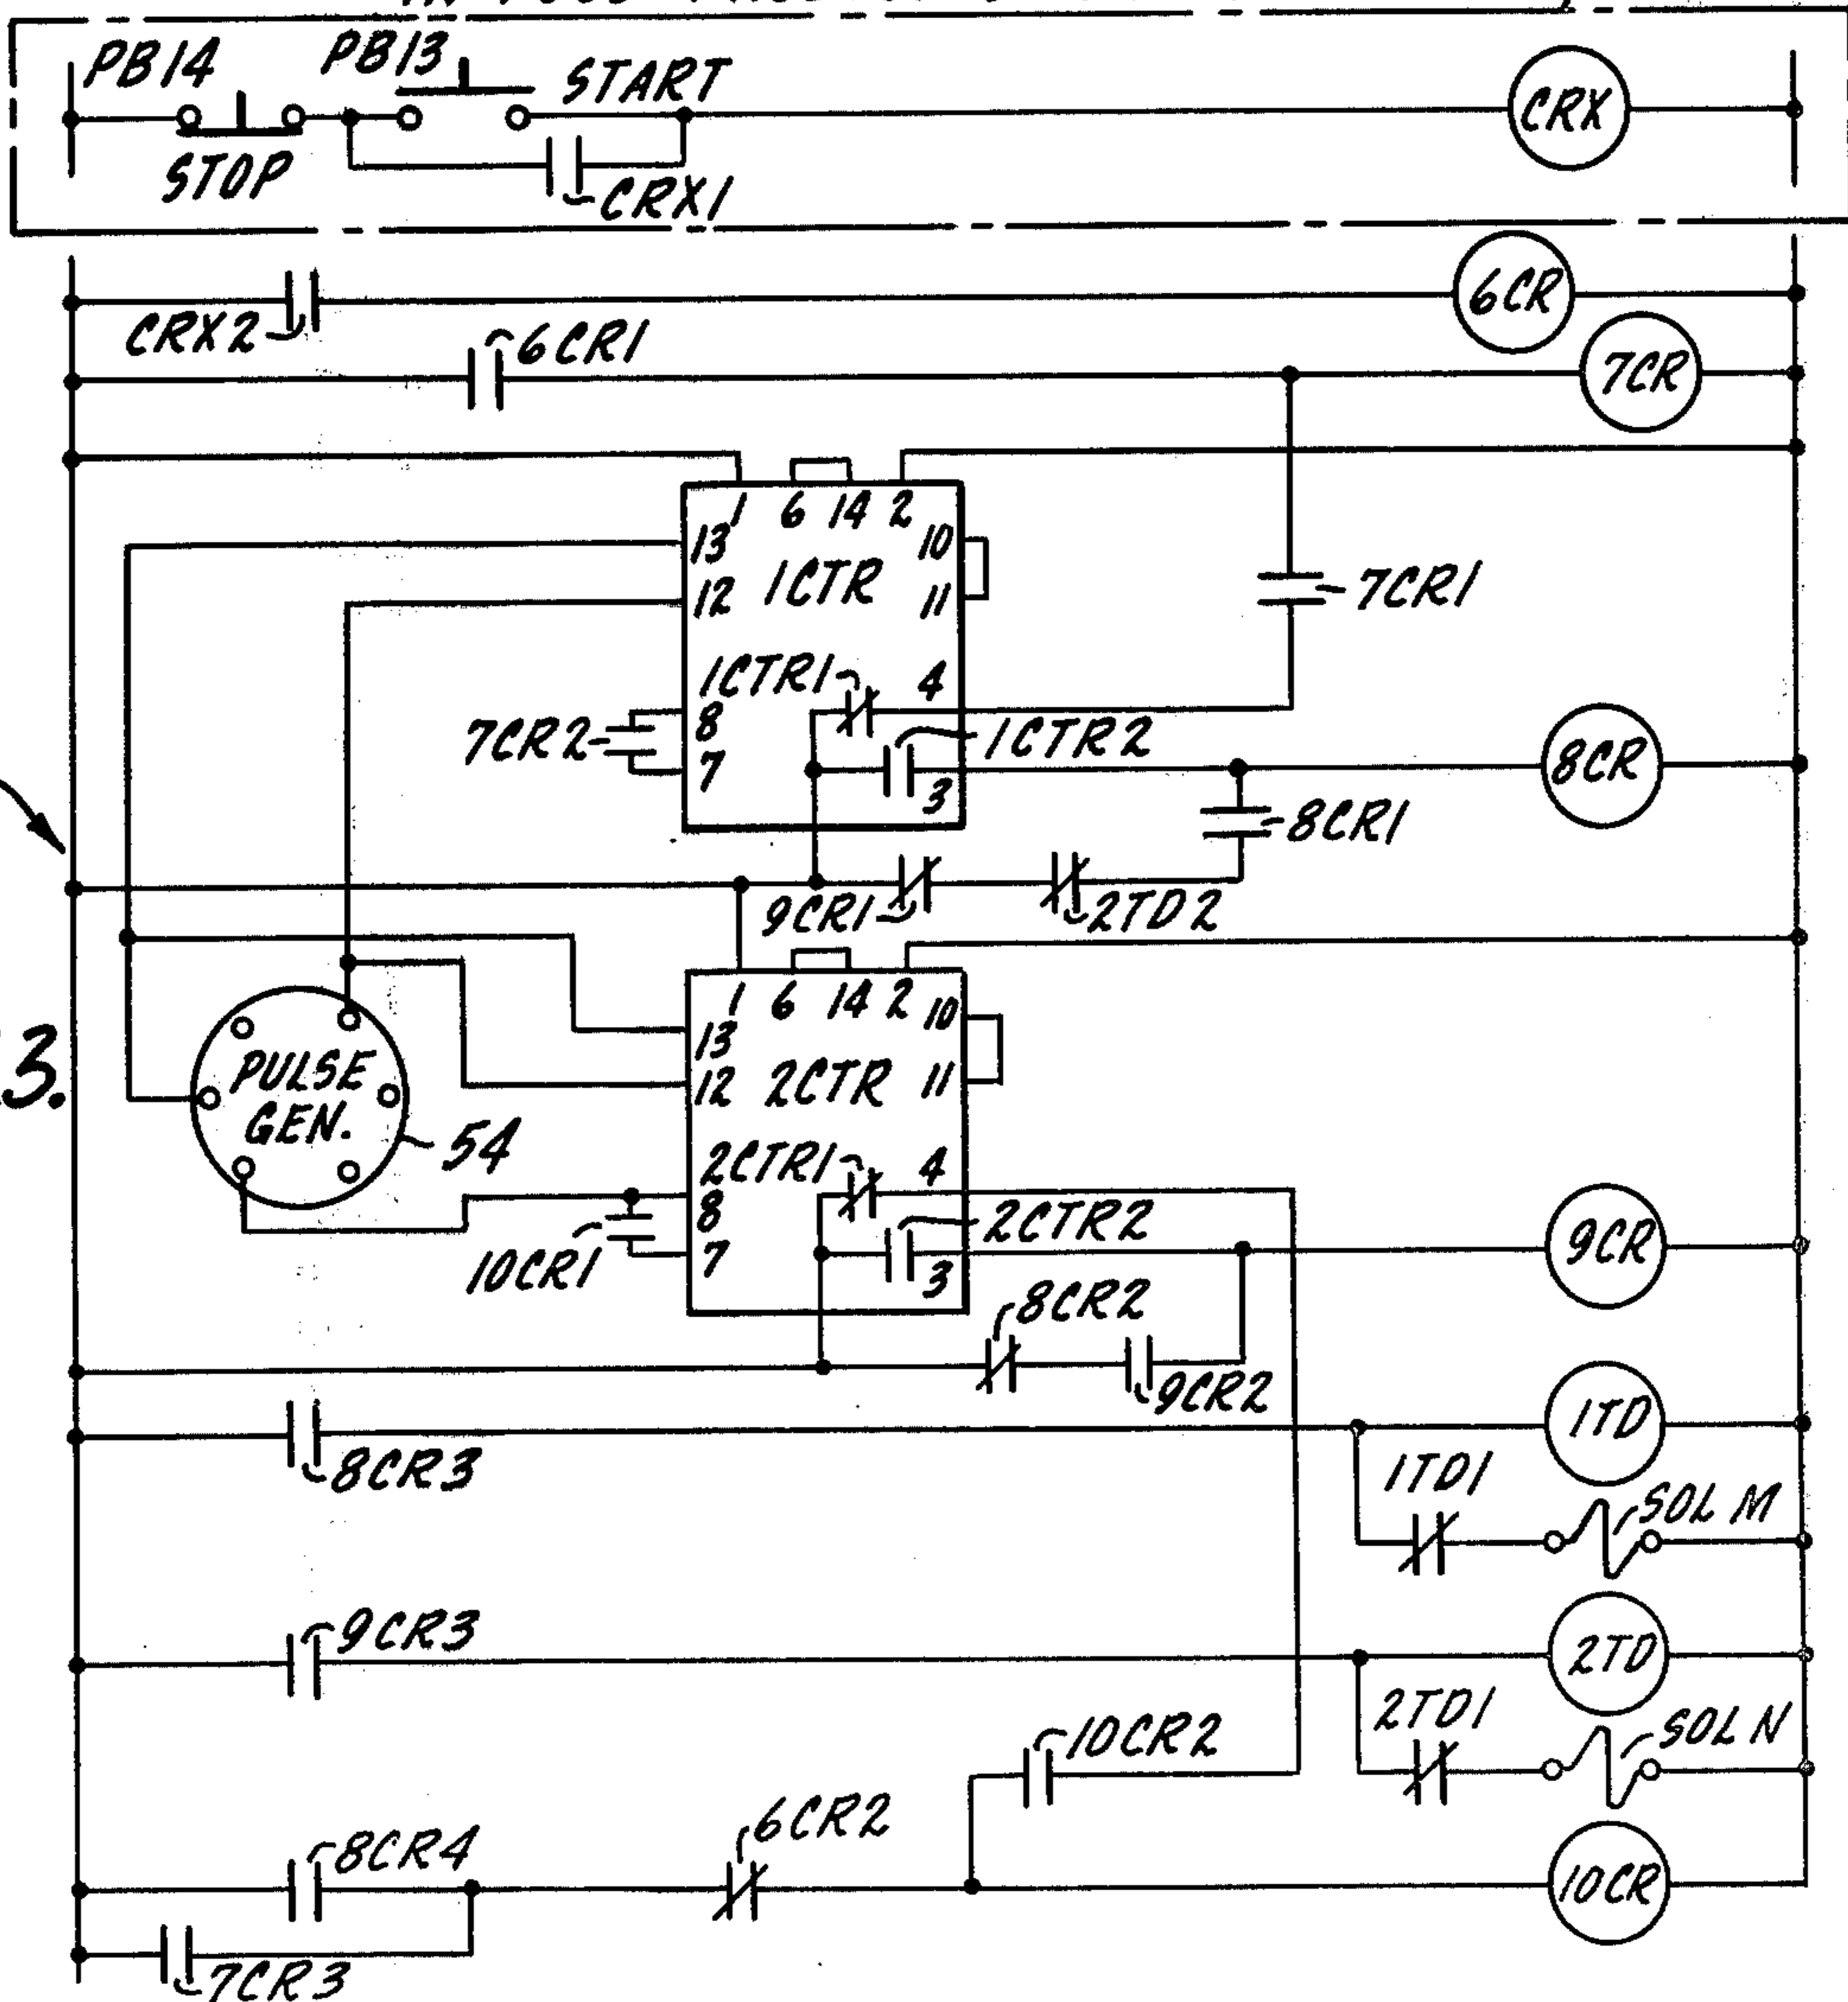 PB14
PB13
START
CRX
STOP
CRX1
6CR
CRX2
6CR1
7CR
1 6 14 2
13 10
1CTR
12 11
7CR1
1CTR1 4
7CR2
8
1CTR2
7
3
8CR
8CR1
9CR1
2TD2
1 6 14 2
13 10
3.
PULSE
GEN.
12 2CTR 11
54
2CTR1 4
8
2CTR2
10CR1
7
3
9CR
8CR2
9CR2
1TD
8CR3
1TD1
SOL M
9CR3
2TD
2TD1
SOL N
10CR2
6CR2
8CR4
10CR
7CR3